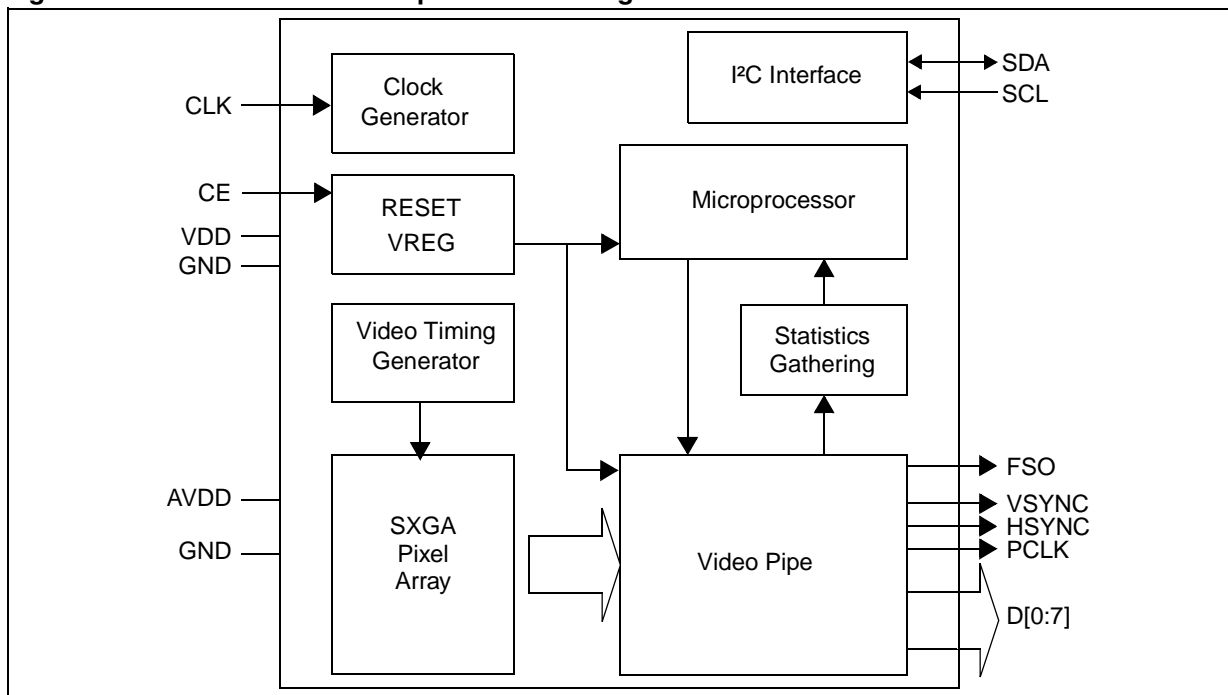 CLK
CE
VDD
GND
AVDD
GND
Clock
Generator
RESET
VREG
Video Timing
Generator
SXGA
Pixel
Array
I²C Interface
Microprocessor
Statistics
Gathering
Video Pipe
SDA
SCL
FSO
VSYNC
HSYNC
PCLK
D[0:7]